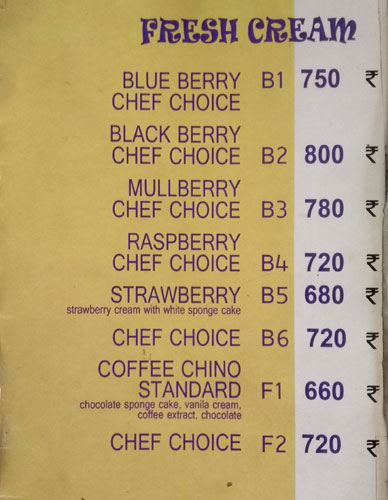 FRESH CREAM
BLUE BERRY B1 750 ₹
CHEF CHOICE
BLACK BERRY
CHEF CHOICE B2 800 ₹
MULLBERRY
CHEF CHOICE B3 780 ₹
RASPBERRY
CHEF CHOICE B4 720 ₹
STRAWBERRY B5 680 ₹
strawberry cream with white sponge cake
CHEF CHOICE B6 720 ₹
COFFEE CHINO
STANDARD F1 660 ₹
chocolate sponge cake, vanila cream,
coffee extract, chocolate
CHEF CHOICE F2 720 ₹